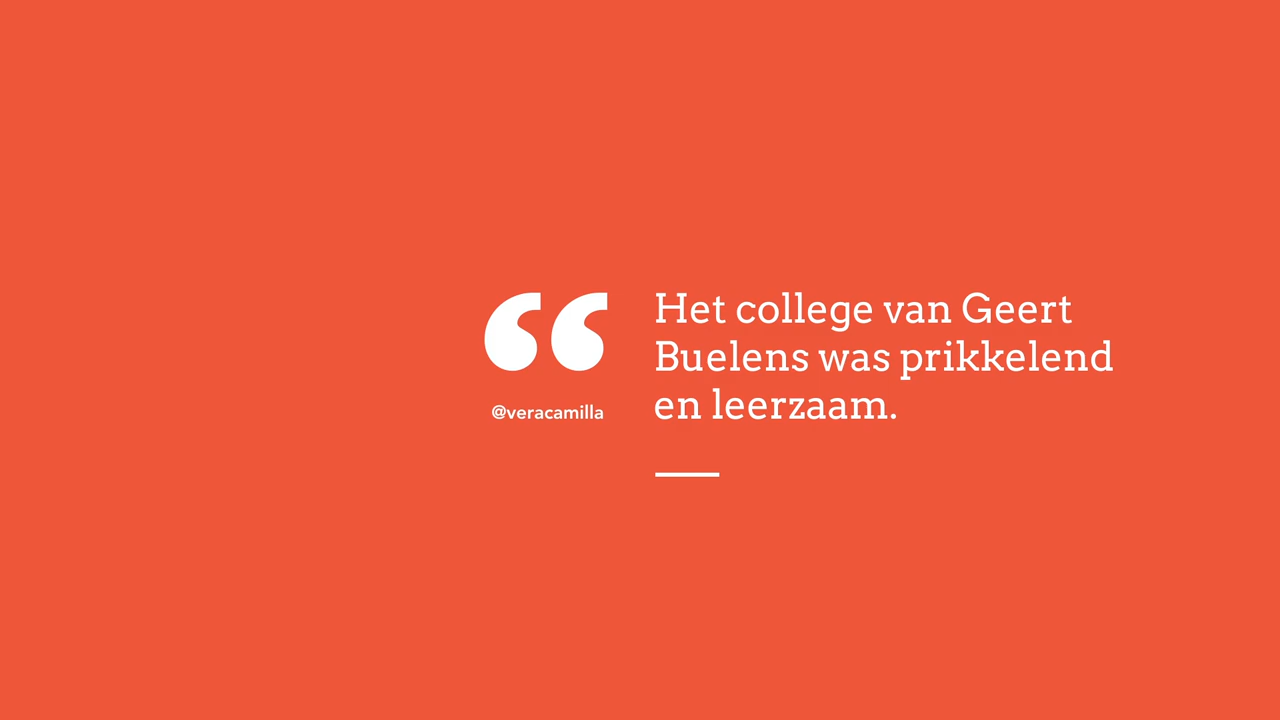 Het college van Geert
Buelens was prikkelend
en leerzaam.
@veracamilla